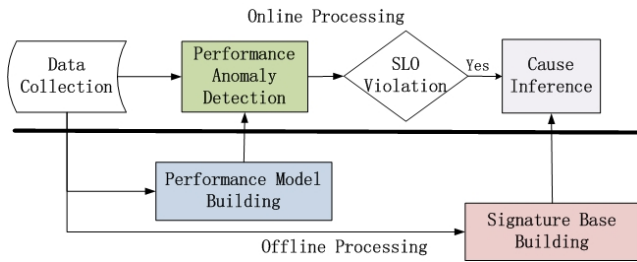 Online Processing
Data
Collection
Performance
Anomaly
Detection
SLO
Violation
Yes
Cause
Inference
Performance Model
Building
Signature Base
Building
Offline Processing